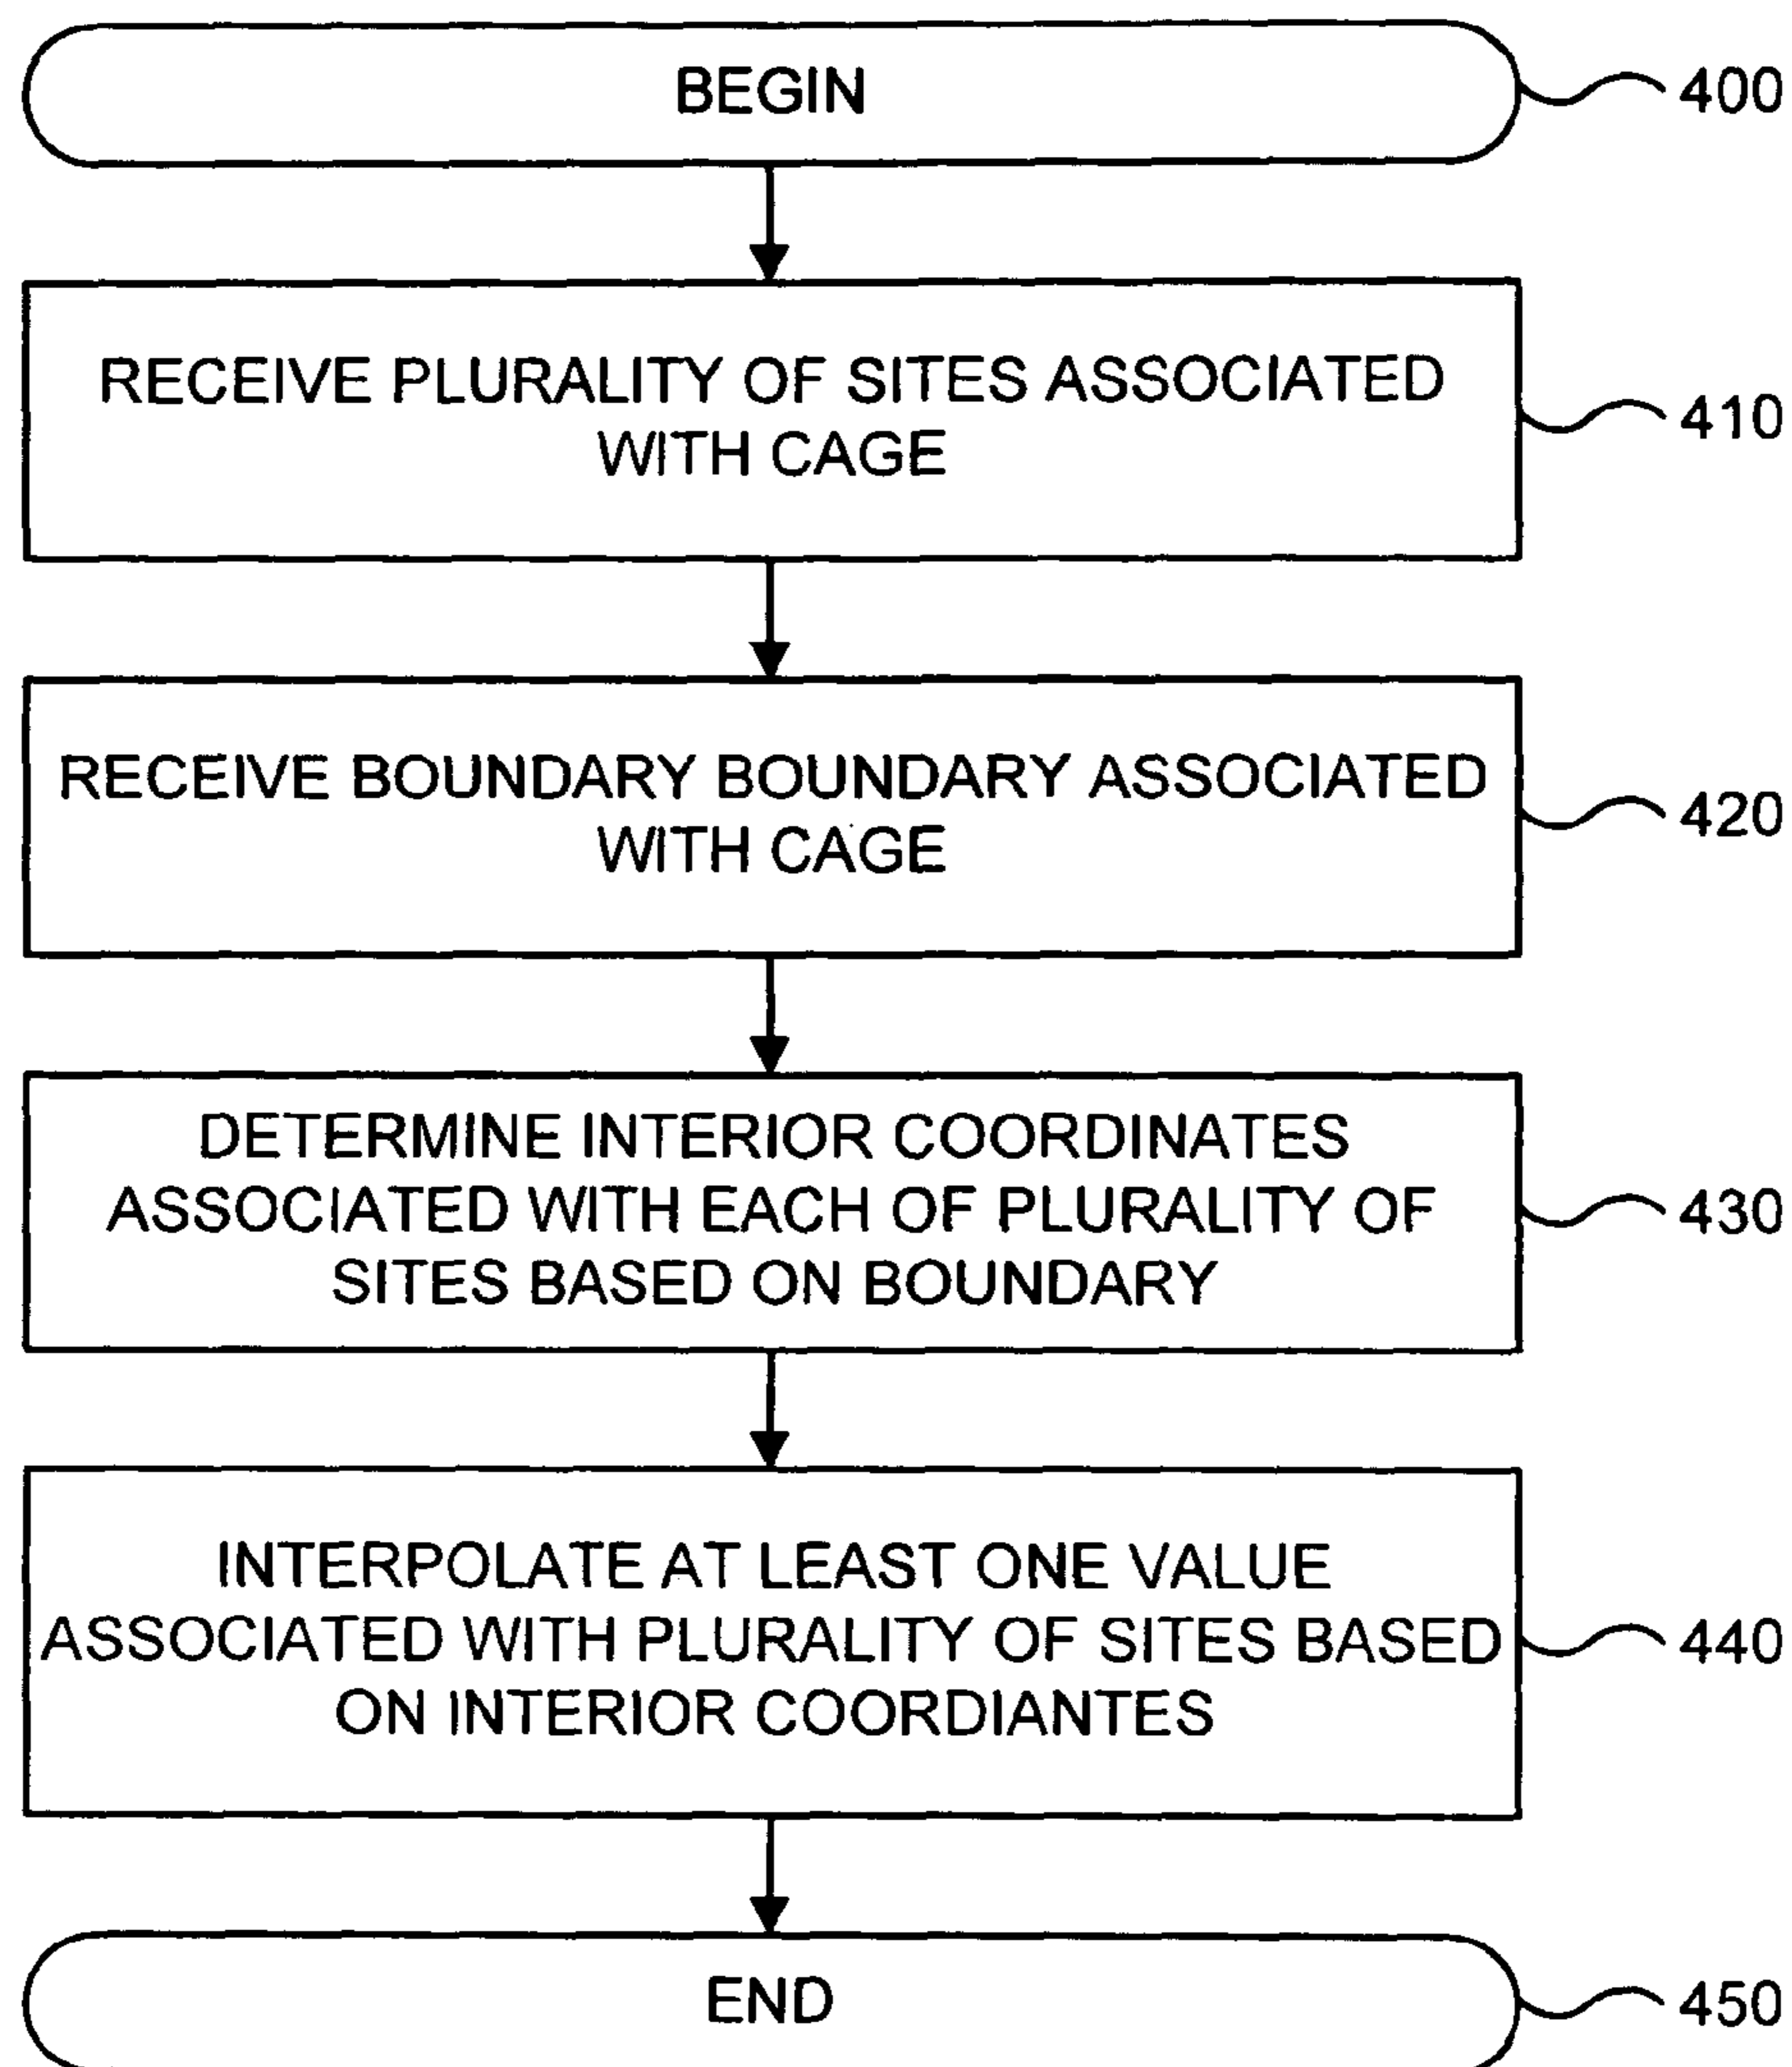 BEGIN
400
RECEIVE PLURALITY OF SITES ASSOCIATED
WITH CAGE
410
RECEIVE BOUNDARY BOUNDARY ASSOCIATED
WITH CAGE
420
DETERMINE INTERIOR COORDINATES
ASSOCIATED WITH EACH OF PLURALITY OF
SITES BASED ON BOUNDARY
430
INTERPOLATE AT LEAST ONE VALUE
ASSOCIATED WITH PLURALITY OF SITES BASED
ON INTERIOR COORDIANTES
440
END
450